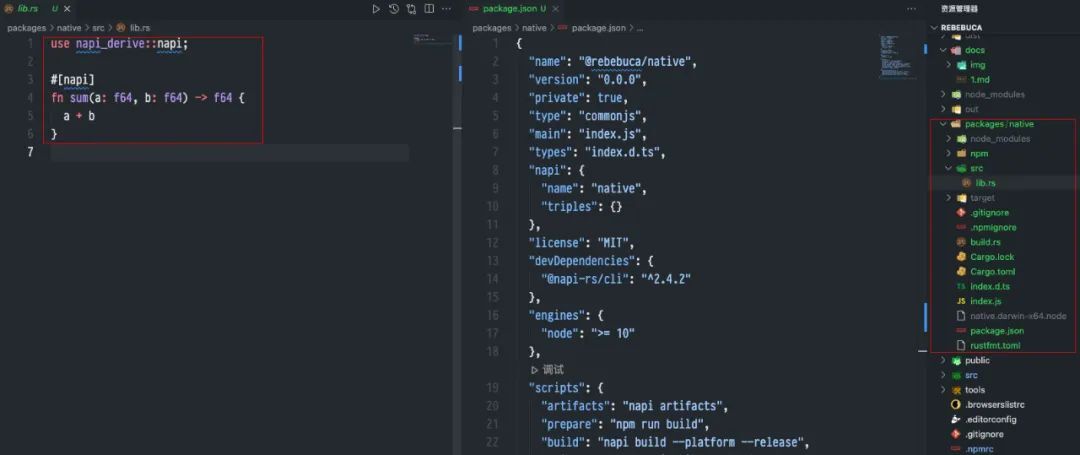 lib.rs U
packages > native > src > lib.rs
1 use napi_derive::napi;
2
3 #[napi]
4 fn sum(a: f64, b: f64) -> f64 {
5 a + b
6 }
7
package.json U
packages > native > package.json > ...
1 {
2 "name": "@rebebuca/native",
3 "version": "0.0.0",
4 "private": true,
5 "type": "commonjs",
6 "main": "index.js",
7 "types": "index.d.ts",
8 "napi": {
9 "name": "native",
10 "triples": {}
11 },
12 "license": "MIT",
13 "devDependencies": {
14 "@napi-rs/cli": "^2.4.2"
15 },
16 "engines": {
17 "node": ">= 10"
18 },
调试
19 "scripts": {
20 "artifacts": "napi artifacts",
21 "prepare": "npm run build",
22 "build": "napi build --platform --release",
资源管理器
REBEBUCA
dist
docs
img
1.md
node_modules
out
packages/native
node_modules
npm
src
lib.rs
target
.gitignore
.npmignore
build.rs
Cargo.lock
Cargo.toml
TS index.d.ts
JS index.js
native.darwin-x64.node
package.json
rustfmt.toml
public
src
tools
.browserslistrc
.editorconfig
.gitignore
.npmrc